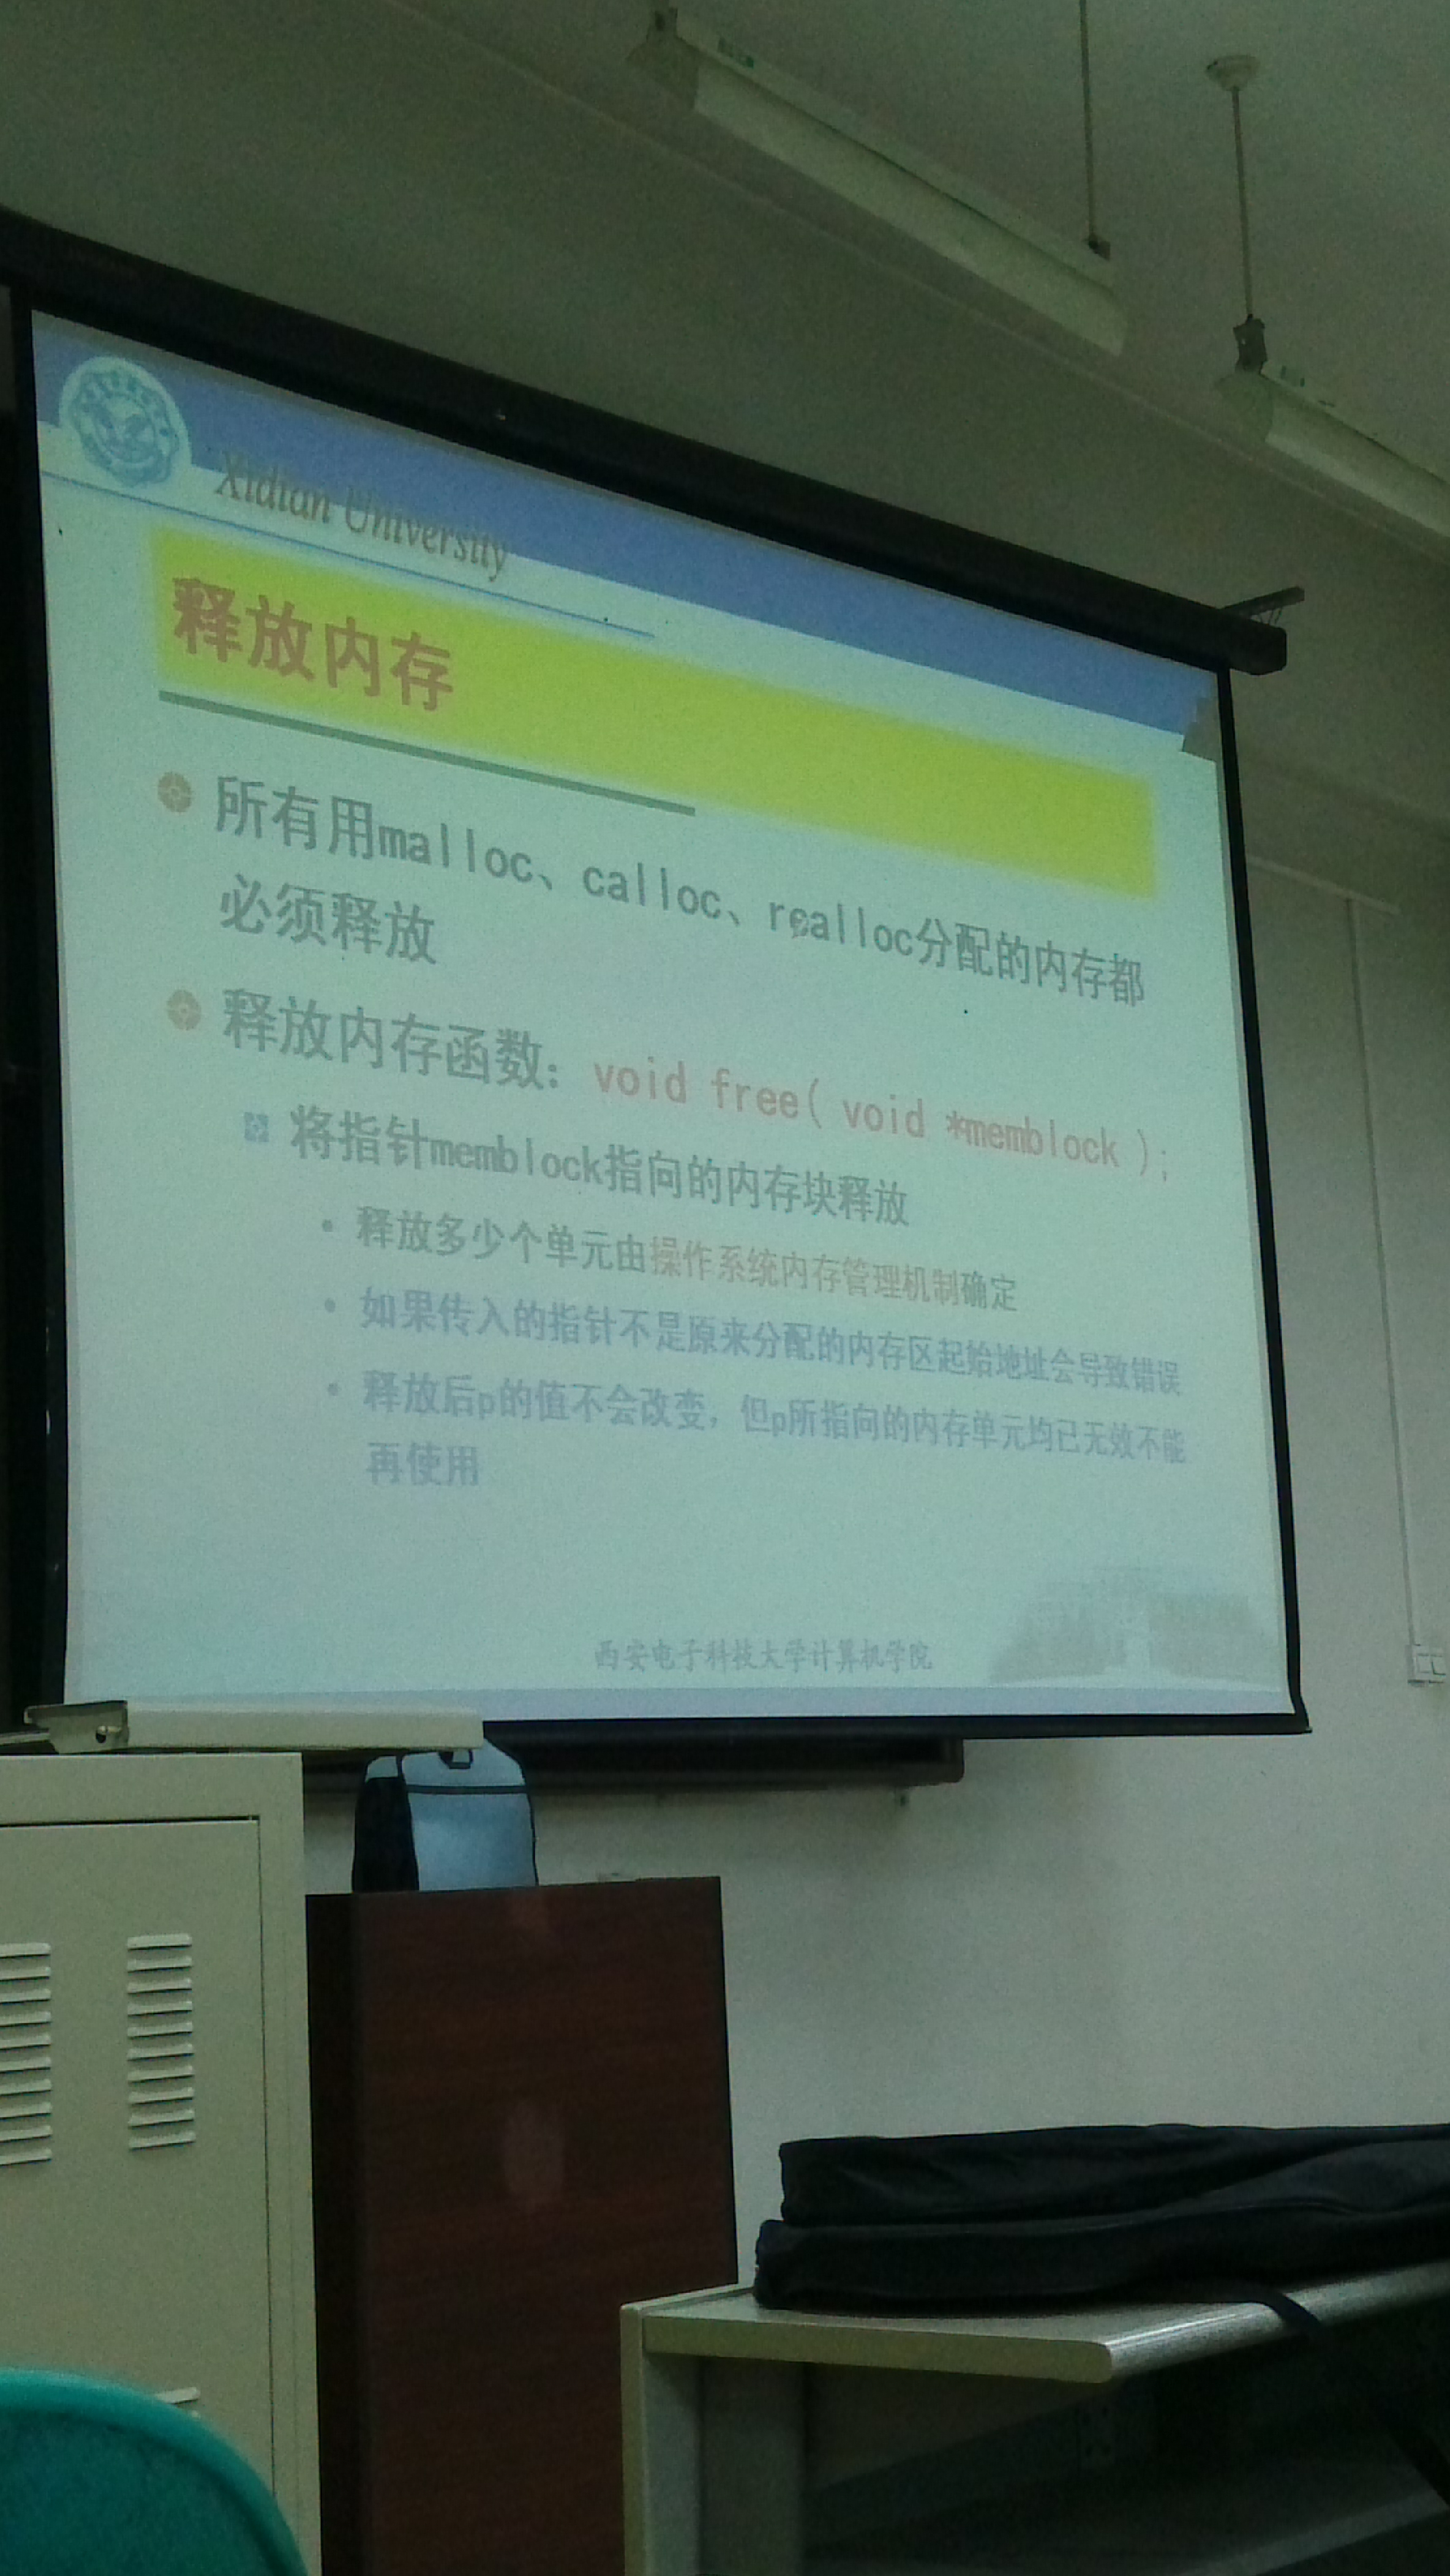 Xidian University
释放内存
所有用malloc、calloc、realloc分配的内存都
必须释放
释放内存函数：void free( void *memblock );
将指针memblock指向的内存块释放
• 释放多少个单元由操作系统内存管理机制确定
• 如果传入的指针不是原来分配的内存区起始地址会导致错误
• 释放后p的值不会改变，但p所指向的内存单元均已无效不能
再使用
西安电子科技大学计算机学院